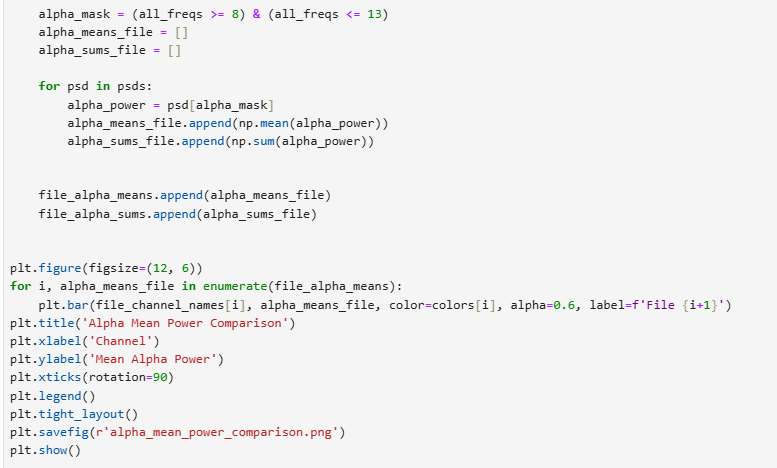 alpha_mask = (all_freqs >= 8) & (all_freqs <= 13)
    alpha_means_file = []
    alpha_sums_file = []

    for psd in psds:
        alpha_power = psd[alpha_mask]
        alpha_means_file.append(np.mean(alpha_power))
        alpha_sums_file.append(np.sum(alpha_power))


    file_alpha_means.append(alpha_means_file)
    file_alpha_sums.append(alpha_sums_file)


plt.figure(figsize=(12, 6))
for i, alpha_means_file in enumerate(file_alpha_means):
    plt.bar(file_channel_names[i], alpha_means_file, color=colors[i], alpha=0.6, label=f'File {i+1}')
plt.title('Alpha Mean Power Comparison')
plt.xlabel('Channel')
plt.ylabel('Mean Alpha Power')
plt.xticks(rotation=90)
plt.legend()
plt.tight_layout()
plt.savefig(r'alpha_mean_power_comparison.png')
plt.show()